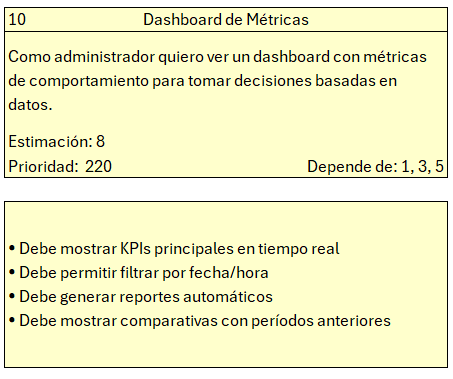 10 Dashboard de Métricas
Como administrador quiero ver un dashboard con métricas
de comportamiento para tomar decisiones basadas en
datos.
Estimación: 8
Prioridad: 220 Depende de: 1, 3, 5
• Debe mostrar KPIs principales en tiempo real
• Debe permitir filtrar por fecha/hora
• Debe generar reportes automáticos
• Debe mostrar comparativas con períodos anteriores